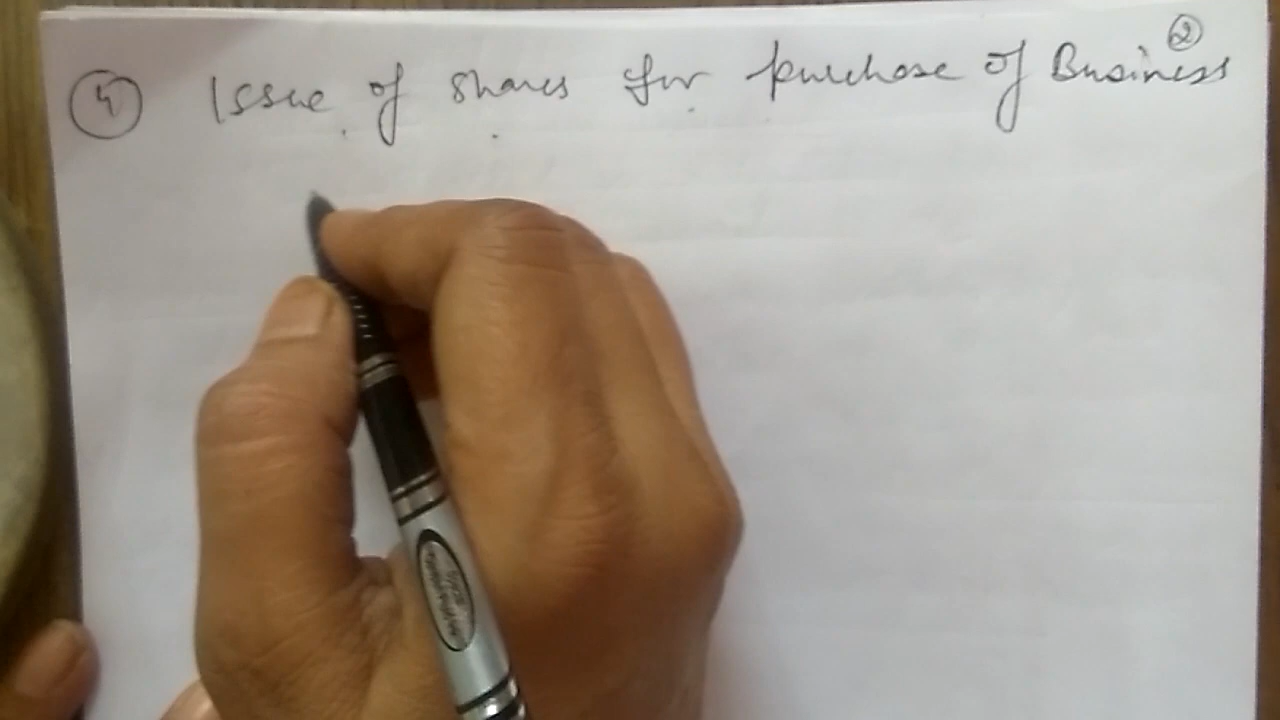 ②
④ Issue of shares for purchase of Business